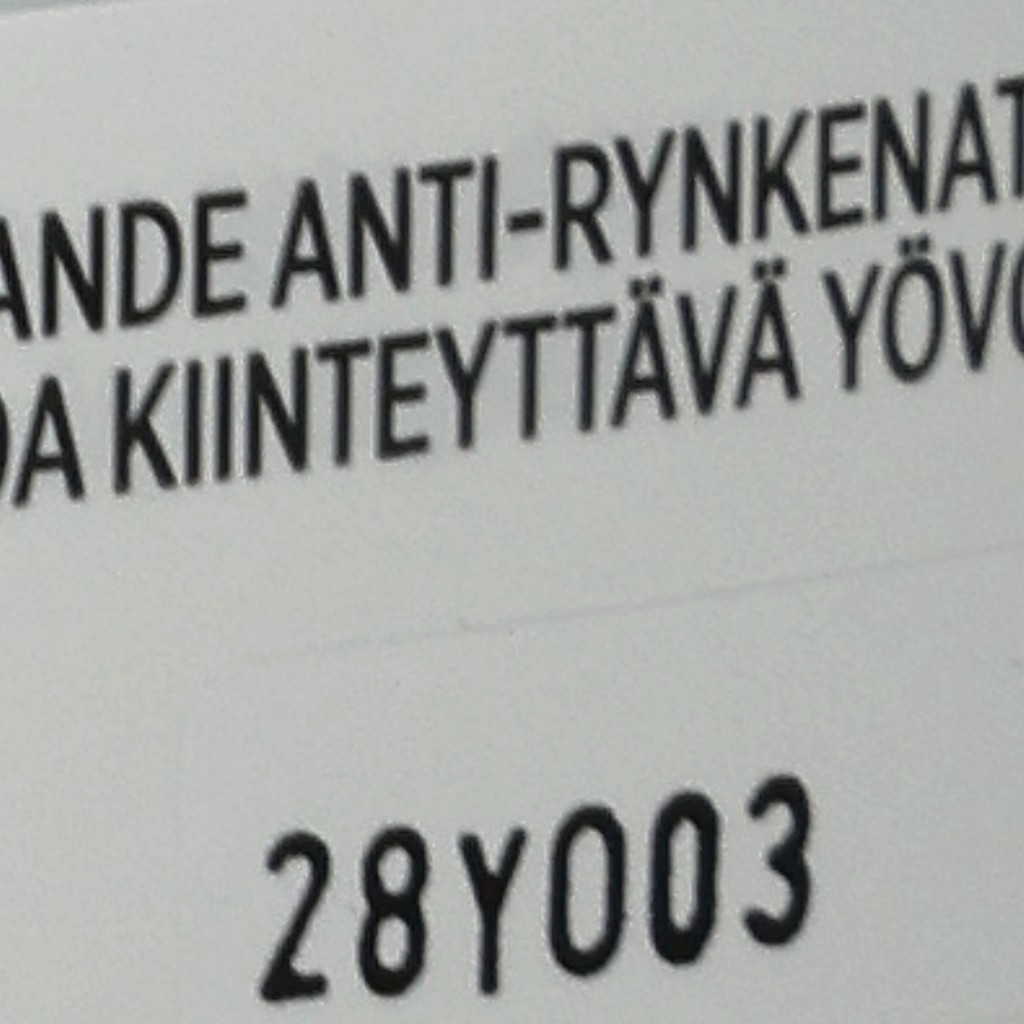 ANDE ANTI-RYNKENAT
DA KIINTEYTTÄVÄ YÖVO
28Y003